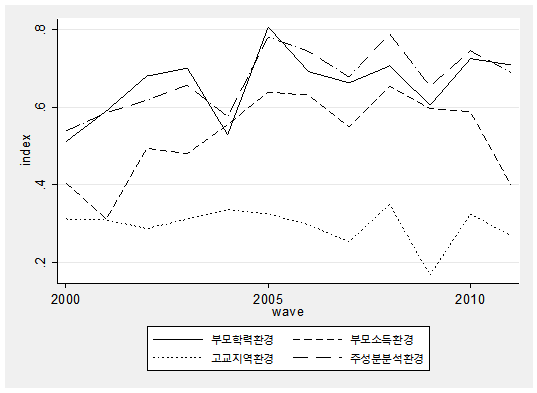 .8
.6
.4
.2
index
2000 2005 2010
wave
부모학력환경 부모소득환경
고교지역환경 주성분분석환경